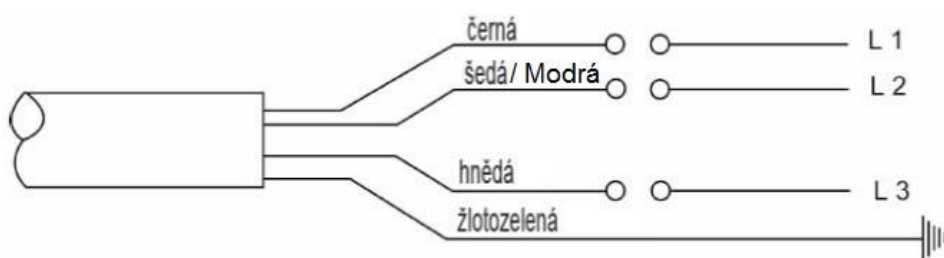 černá L 1
šedá/ Modrá L 2
hnědá L 3
žlotozelená